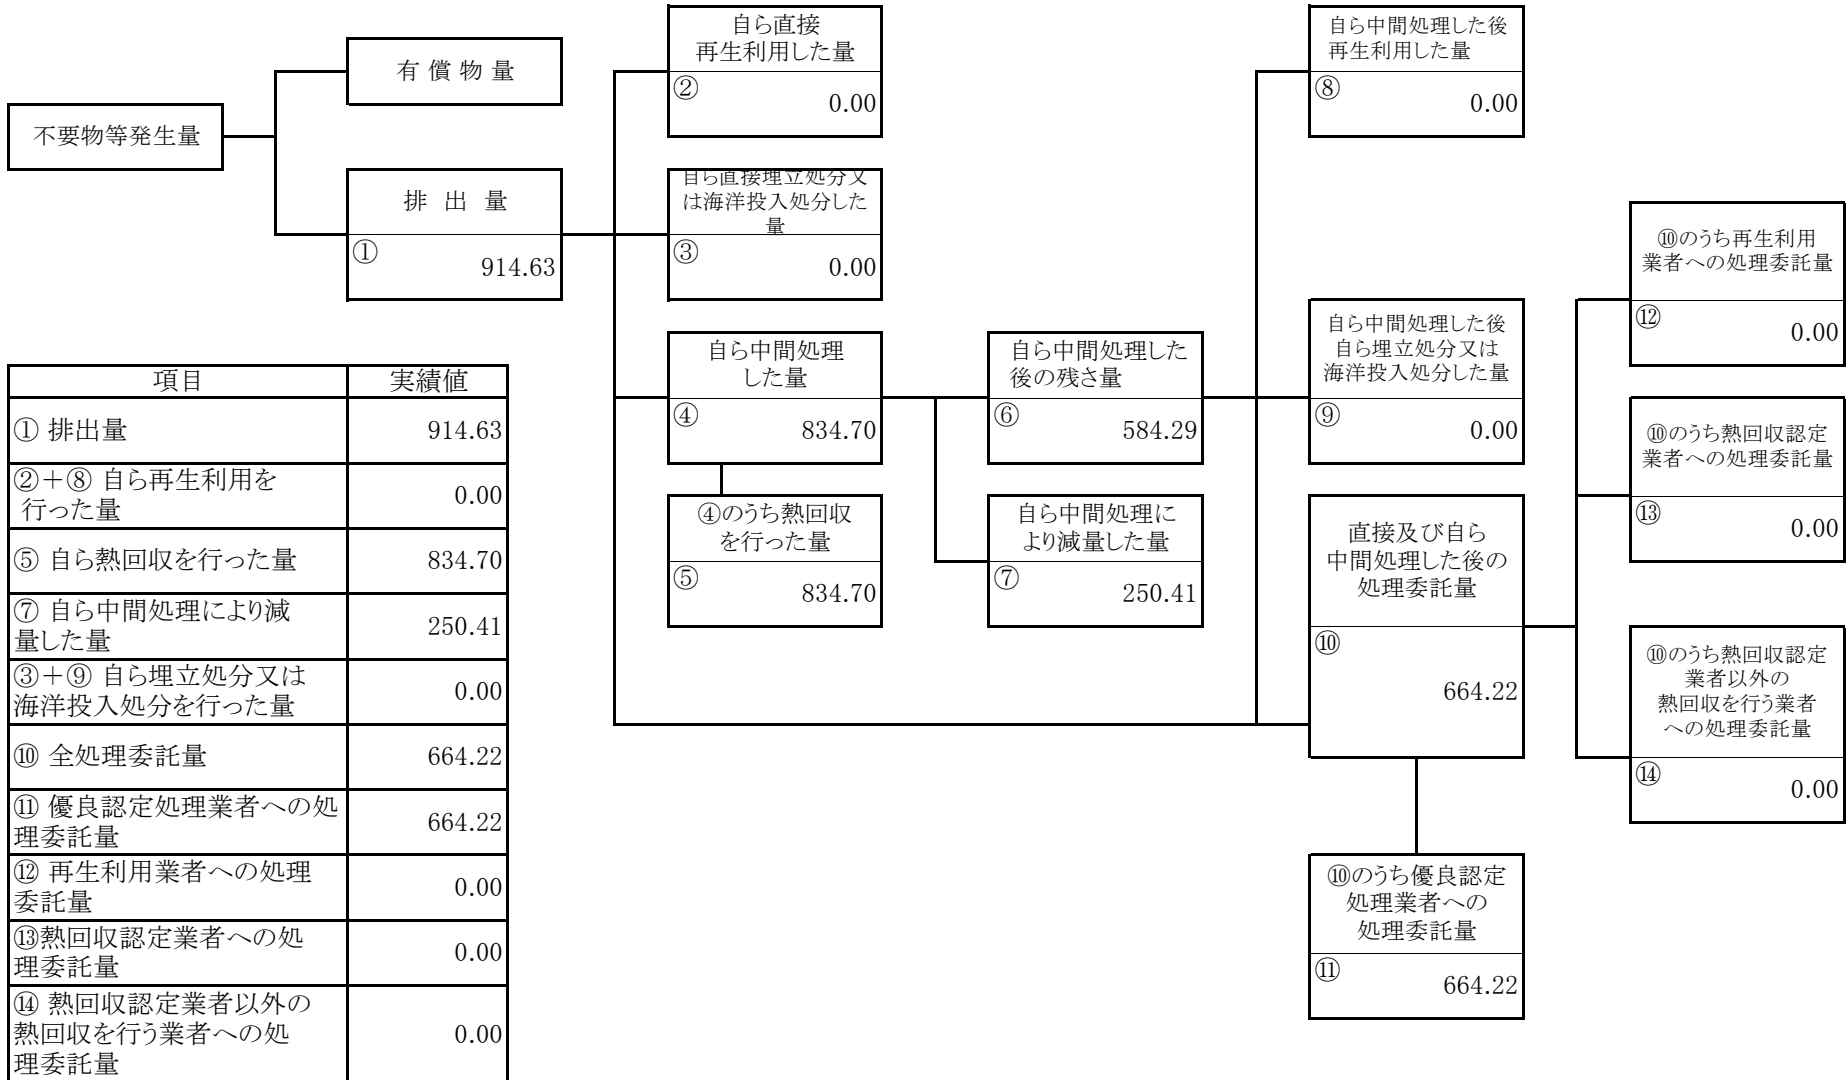 不要物等発生量
有償物量
排出量
①
914.63
自ら直接
再生利用した量
②
0.00
自ら直接埋立処分又
は海洋投入処分した
量
③
0.00
自ら中間処理
した量
④
834.70
④のうち熱回収
を行った量
⑤
834.70
自ら中間処理した
後の残さ量
⑥
584.29
自ら中間処理に
より減量した量
⑦
250.41
自ら中間処理した後
再生利用した量
⑧
0.00
自ら中間処理した後
自ら埋立処分又は
海洋投入処分した量
⑨
0.00
直接及び自ら
中間処理した後の
処理委託量
⑩
664.22
⑩のうち優良認定
処理業者への
処理委託量
⑪
664.22
⑩のうち再生利用
業者への処理委託量
⑫
0.00
⑩のうち熱回収認定
業者への処理委託量
⑬
0.00
⑩のうち熱回収認定
業者以外の
熱回収を行う業者
への処理委託量
⑭
0.00
項目 実績値
① 排出量 914.63
②+⑧ 自ら再生利用を
行った量 0.00
⑤ 自ら熱回収を行った量 834.70
⑦ 自ら中間処理により減
量した量 250.41
③+⑨ 自ら埋立処分又は
海洋投入処分を行った量 0.00
⑩ 全処理委託量 664.22
⑪ 優良認定処理業者への処
理委託量 664.22
⑫ 再生利用業者への処理
委託量 0.00
⑬熱回収認定業者への処
理委託量 0.00
⑭ 熱回収認定業者以外の
熱回収を行う業者への処
理委託量 0.00